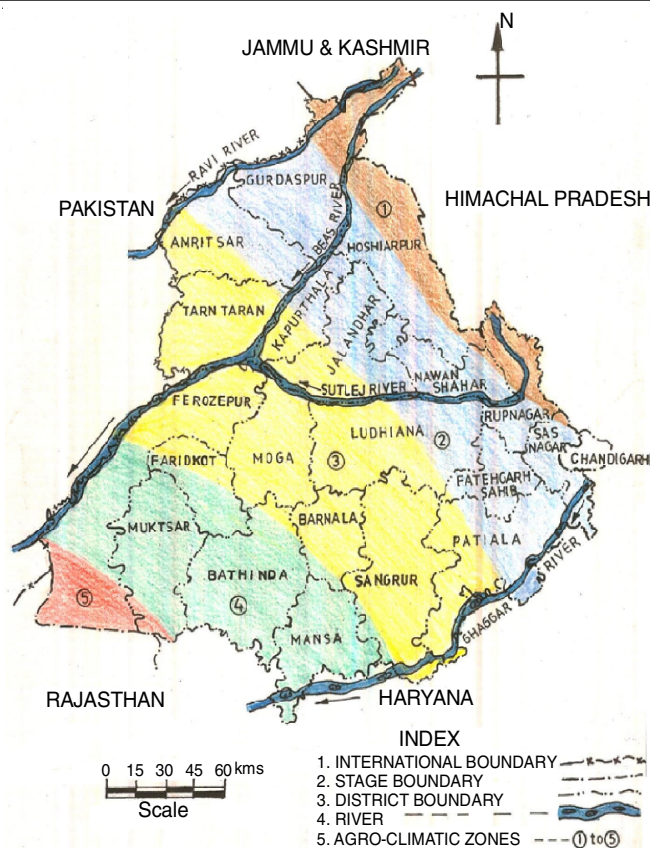 N
JAMMU & KASHMIR
RAVI RIVER
GURDASPUR
PAKISTAN
HIMACHAL PRADESH
①
BEAS RIVER
AMRITSAR
HOSHIARPUR
TARN TARAN
KAPURTHALA
JALANDHAR
NAWAN
SHAHAR
SUTLEJ RIVER
FEROZEPUR
RUPNAGAR
LUDHIANA
②
SAS
NAGAR
CHANDIGARH
FARIDKOT
MOGA
③
FATEHGARH
SAHIB
MUKTSAR
BARNALA
PATIALA
BATHINDA
SANGRUR
⑤
④
MANSA
GHAGGAR RIVER
RAJASTHAN
HARYANA
INDEX
0 15 30 45 60 kms
Scale
1. INTERNATIONAL BOUNDARY
2. STAGE BOUNDARY
3. DISTRICT BOUNDARY
4. RIVER
5. AGRO-CLIMATIC ZONES ① to ⑤